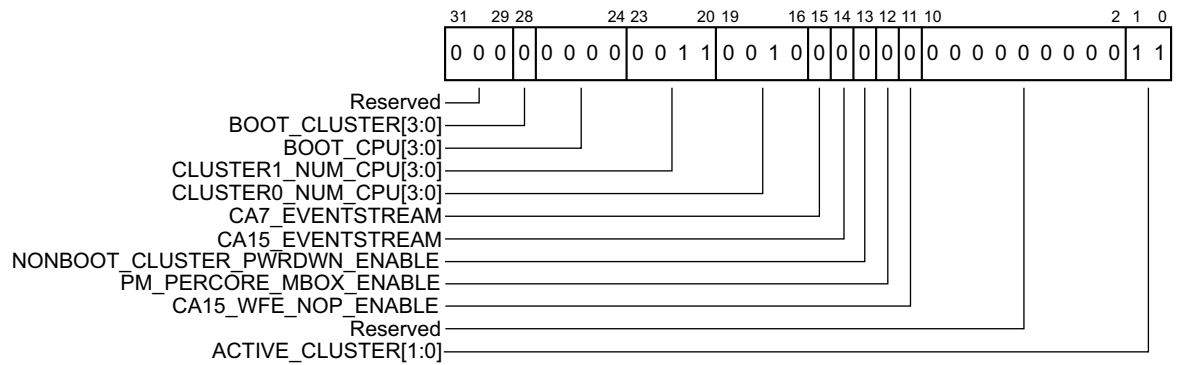 31 29 28 24 23 20 19 16 15 14 13 12 11 10 2 1 0
0 0 0 0 0 0 0 0 0 0 1 1 0 0 1 0 0 0 0 0 0 0 0 0 0 0 0 0 0 0 1 1
Reserved
BOOT_CLUSTER[3:0]
BOOT_CPU[3:0]
CLUSTER1_NUM_CPU[3:0]
CLUSTER0_NUM_CPU[3:0]
CA7_EVENTSTREAM
CA15_EVENTSTREAM
NONBOOT_CLUSTER_PWRDWN_ENABLE
PM_PERCORE_MBOX_ENABLE
CA15_WFE_NOP_ENABLE
Reserved
ACTIVE_CLUSTER[1:0]